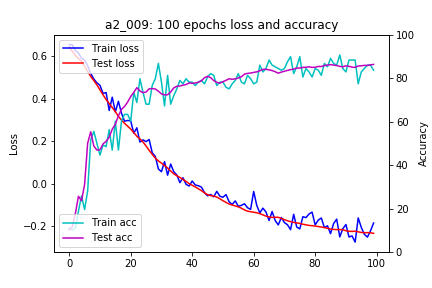 a2_009: 100 epochs loss and accuracy
Train loss
Test loss
Train acc
Test acc
Loss
0.6
0.4
0.2
0.0
−0.2
Accuracy
100
80
60
40
20
0
0 20 40 60 80 100